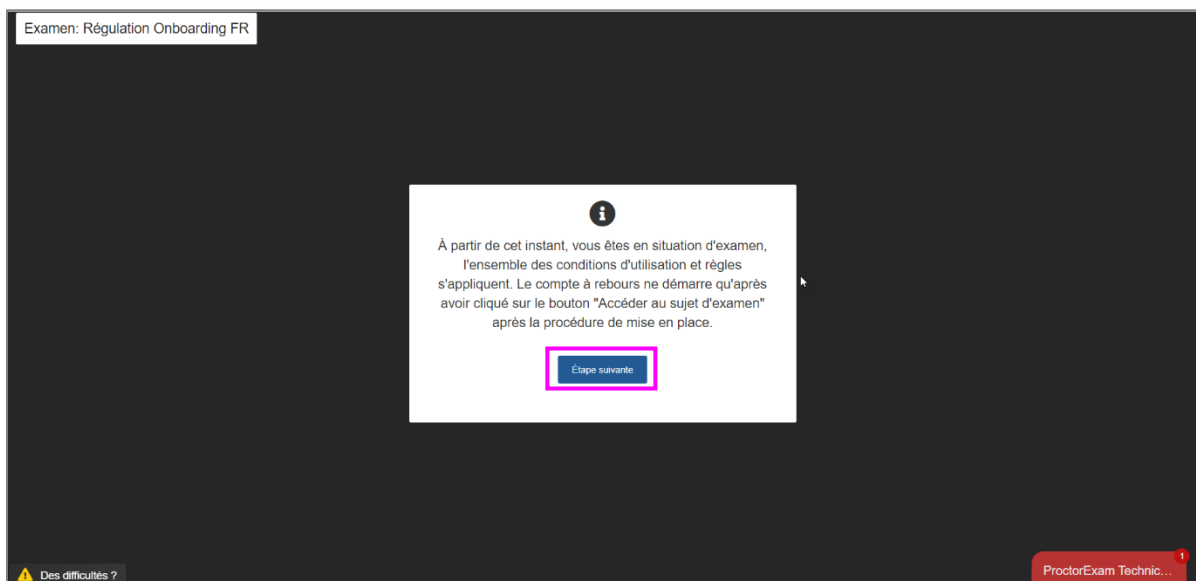 Examen: Régulation Onboarding FR
À partir de cet instant, vous êtes en situation d'examen,
l'ensemble des conditions d'utilisation et règles
s'appliquent. Le compte à rebours ne démarre qu'après
avoir cliqué sur le bouton "Accéder au sujet d'examen"
après la procédure de mise en place.
Étape suivante
Des difficultés ?
1
ProctorExam Technic...